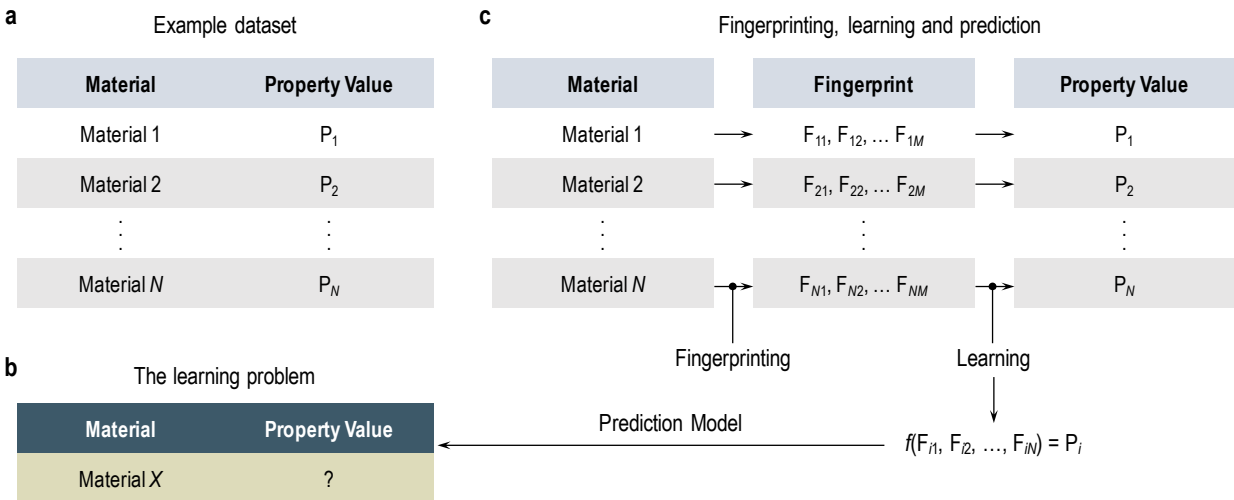 a
Example dataset
Material Property Value
Material 1 P1
Material 2 P2
⋮ ⋮
Material N PN
b
The learning problem
Material Property Value
Material X ?
c
Fingerprinting, learning and prediction
Material Fingerprint Property Value
Material 1 F11, F12, … F1M P1
Material 2 F21, F22, … F2M P2
⋮ ⋮ ⋮
Material N FN1, FN2, … FNM PN
Fingerprinting Learning
Prediction Model
f(Fi1, Fi2, …, FiN) = Pi